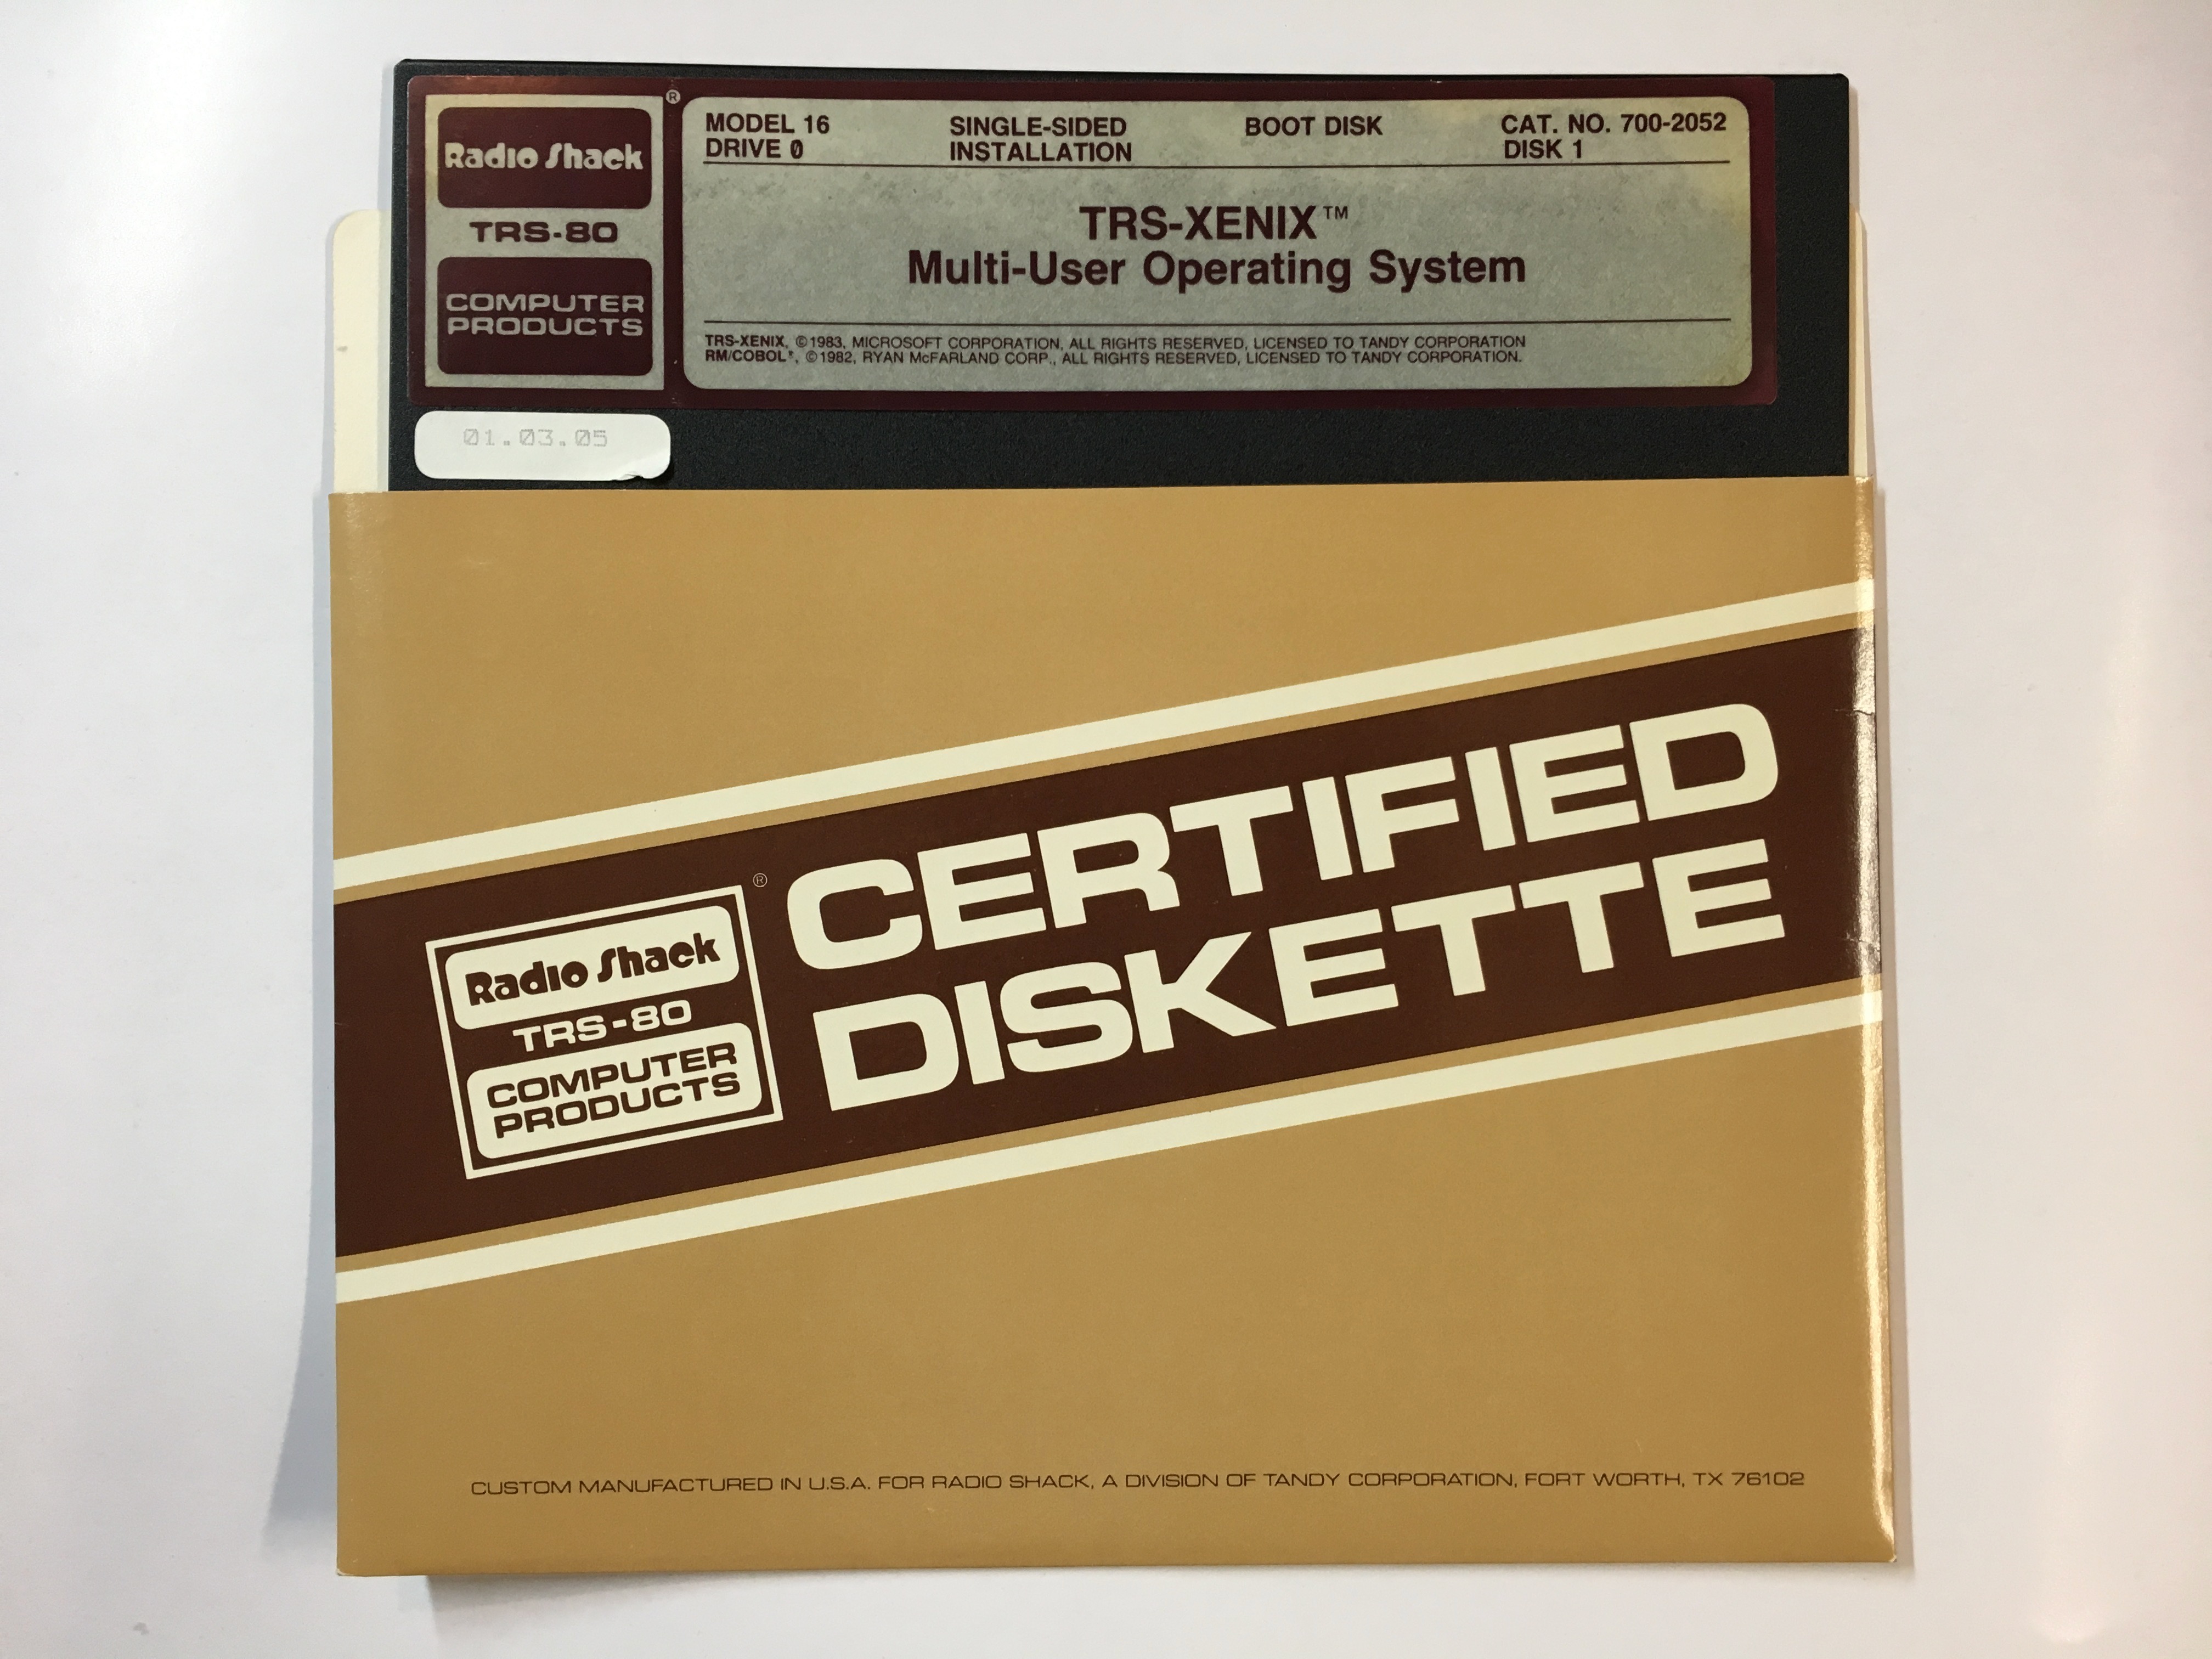 Radio Shack®
TRS-80
COMPUTER
PRODUCTS
MODEL 16 SINGLE-SIDED BOOT DISK CAT. NO. 700-2052
DRIVE 0 INSTALLATION DISK 1
TRS-XENIX™
Multi-User Operating System
TRS-XENIX, ©1983, MICROSOFT CORPORATION, ALL RIGHTS RESERVED, LICENSED TO TANDY CORPORATION
RM/COBOL®, ©1982, RYAN McFARLAND CORP., ALL RIGHTS RESERVED, LICENSED TO TANDY CORPORATION.
01.03.05
Radio Shack®
TRS-80
COMPUTER
PRODUCTS
CERTIFIED
DISKETTE
CUSTOM MANUFACTURED IN U.S.A. FOR RADIO SHACK, A DIVISION OF TANDY CORPORATION, FORT WORTH, TX 76102